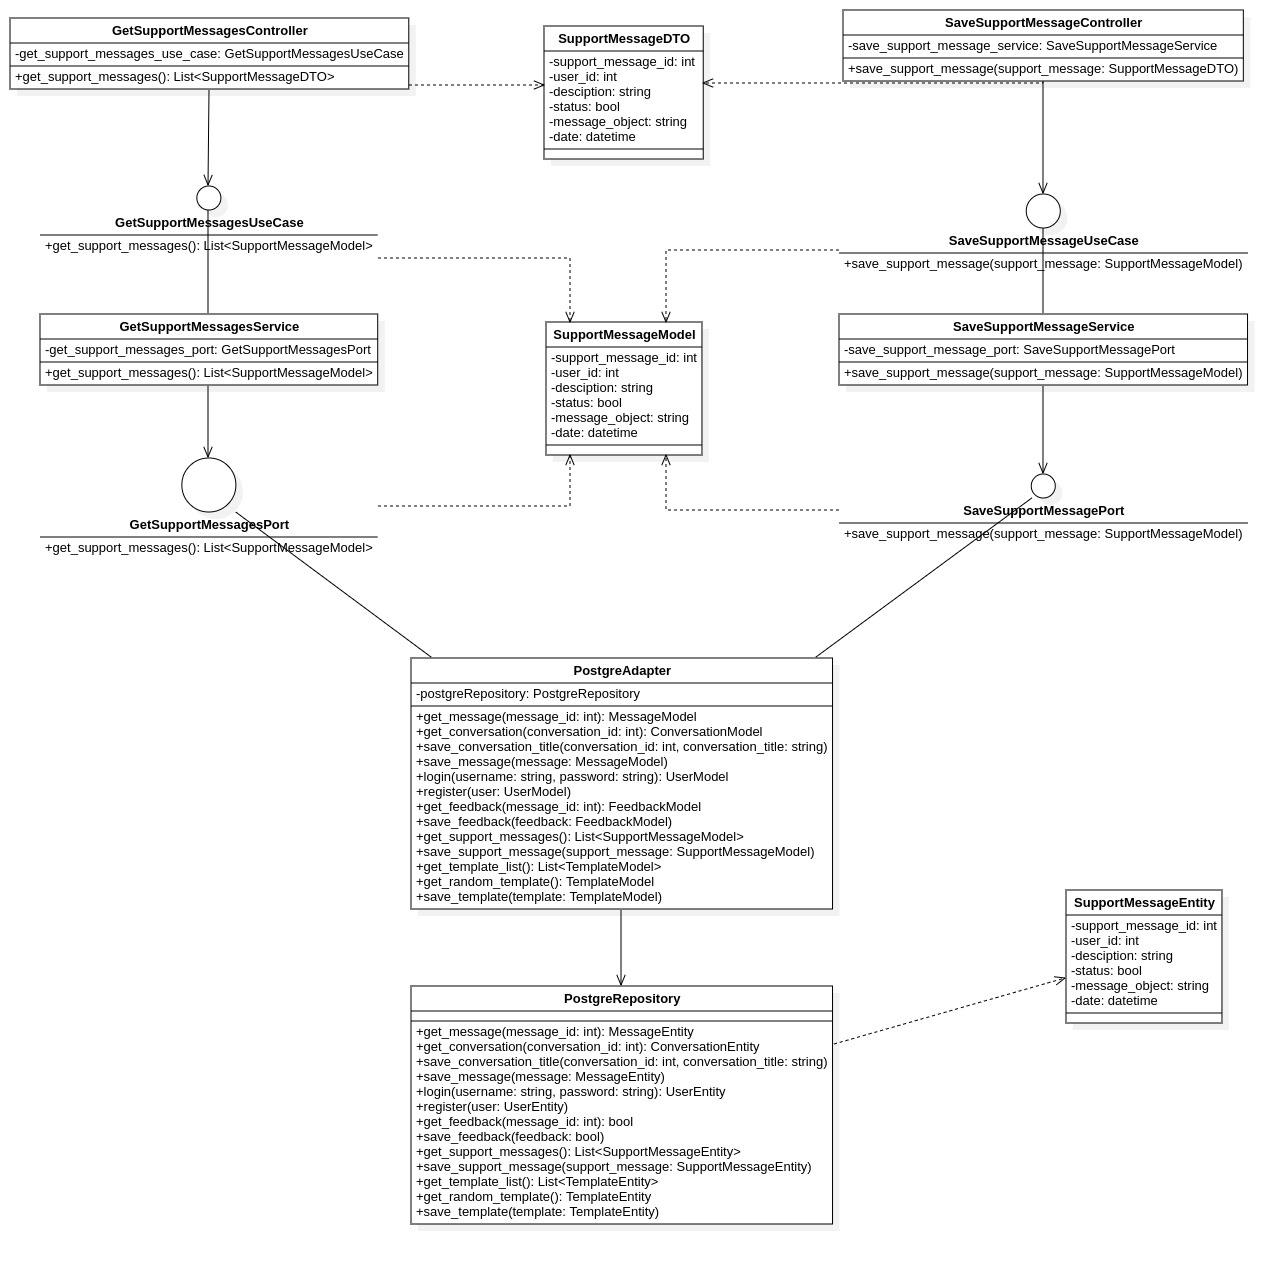 GetSupportMessagesController
-get_support_messages_use_case: GetSupportMessagesUseCase
+get_support_messages(): List<SupportMessageDTO>
SupportMessageDTO
-support_message_id: int
-user_id: int
-desciption: string
-status: bool
-message_object: string
-date: datetime
SaveSupportMessageController
-save_support_message_service: SaveSupportMessageService
+save_support_message(support_message: SupportMessageDTO)
GetSupportMessagesUseCase
+get_support_messages(): List<SupportMessageModel>
SaveSupportMessageUseCase
+save_support_message(support_message: SupportMessageModel)
GetSupportMessagesService
-get_support_messages_port: GetSupportMessagesPort
+get_support_messages(): List<SupportMessageModel>
SupportMessageModel
-support_message_id: int
-user_id: int
-desciption: string
-status: bool
-message_object: string
-date: datetime
SaveSupportMessageService
-save_support_message_port: SaveSupportMessagePort
+save_support_message(support_message: SupportMessageModel)
GetSupportMessagesPort
+get_support_messages(): List<SupportMessageModel>
SaveSupportMessagePort
+save_support_message(support_message: SupportMessageModel)
PostgreAdapter
-postgreRepository: PostgreRepository
+get_message(message_id: int): MessageModel
+get_conversation(conversation_id: int): ConversationModel
+save_conversation_title(conversation_id: int, conversation_title: string)
+save_message(message: MessageModel)
+login(username: string, password: string): UserModel
+register(user: UserModel)
+get_feedback(message_id: int): FeedbackModel
+save_feedback(feedback: FeedbackModel)
+get_support_messages(): List<SupportMessageModel>
+save_support_message(support_message: SupportMessageModel)
+get_template_list(): List<TemplateModel>
+get_random_template(): TemplateModel
+save_template(template: TemplateModel)
SupportMessageEntity
-support_message_id: int
-user_id: int
-desciption: string
-status: bool
-message_object: string
-date: datetime
PostgreRepository
+get_message(message_id: int): MessageEntity
+get_conversation(conversation_id: int): ConversationEntity
+save_conversation_title(conversation_id: int, conversation_title: string)
+save_message(message: MessageEntity)
+login(username: string, password: string): UserEntity
+register(user: UserEntity)
+get_feedback(message_id: int): bool
+save_feedback(feedback: bool)
+get_support_messages(): List<SupportMessageEntity>
+save_support_message(support_message: SupportMessageEntity)
+get_template_list(): List<TemplateEntity>
+get_random_template(): TemplateEntity
+save_template(template: TemplateEntity)